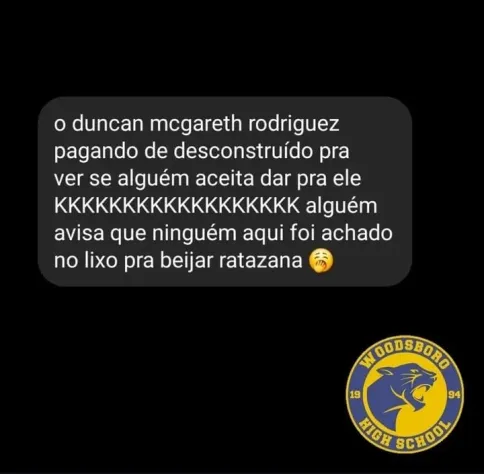 o duncan mcgareth rodriguez
pagando de desconstruído pra
ver se alguém aceita dar pra ele
KKKKKKKKKKKKKKKKKK alguém
avisa que ninguém aqui foi achado
no lixo pra beijar ratazana 🥱
WOODSBORO
19 94
HIGH SCHOOL